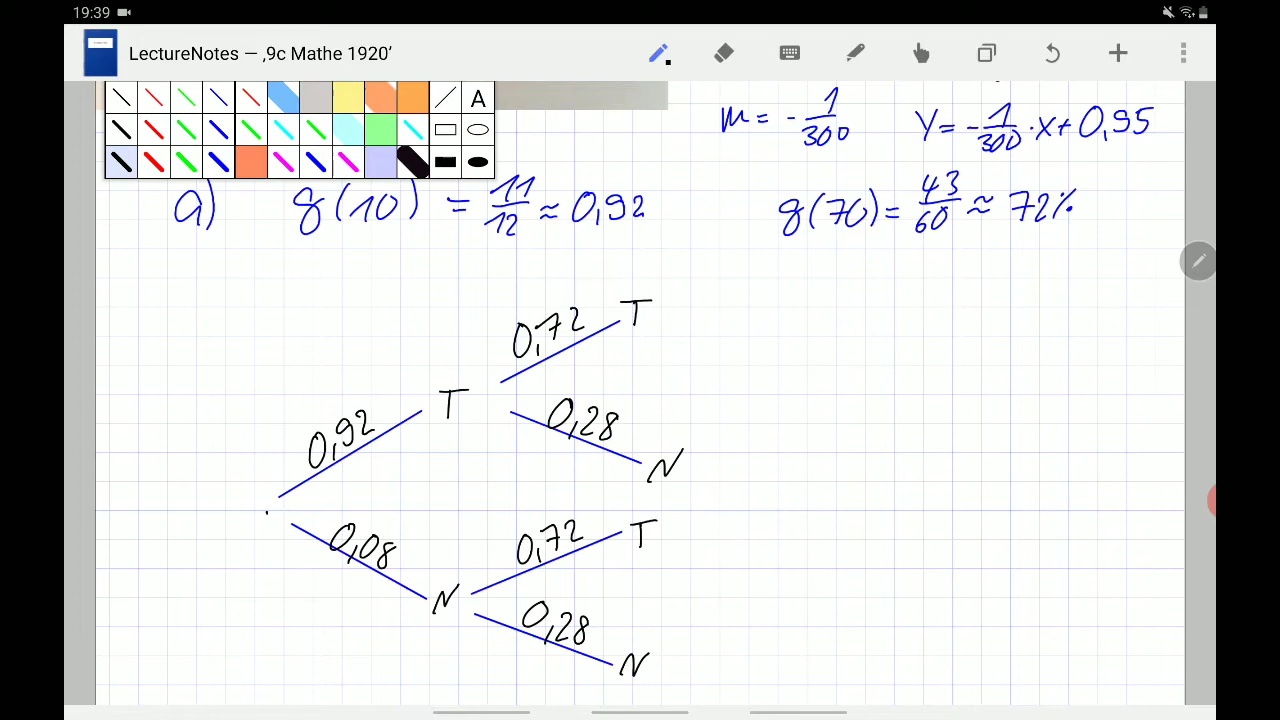 19:39
LectureNotes — ‚9c Mathe 1920’
A
m = - 1/300
y = - 1/300 · x + 0,95
a) g(10) = 11/12 ≈ 0,92
g(70) = 43/60 ≈ 72%
0,72 T
0,92 T
0,28 N
0,08 N
0,72 T
0,28 N